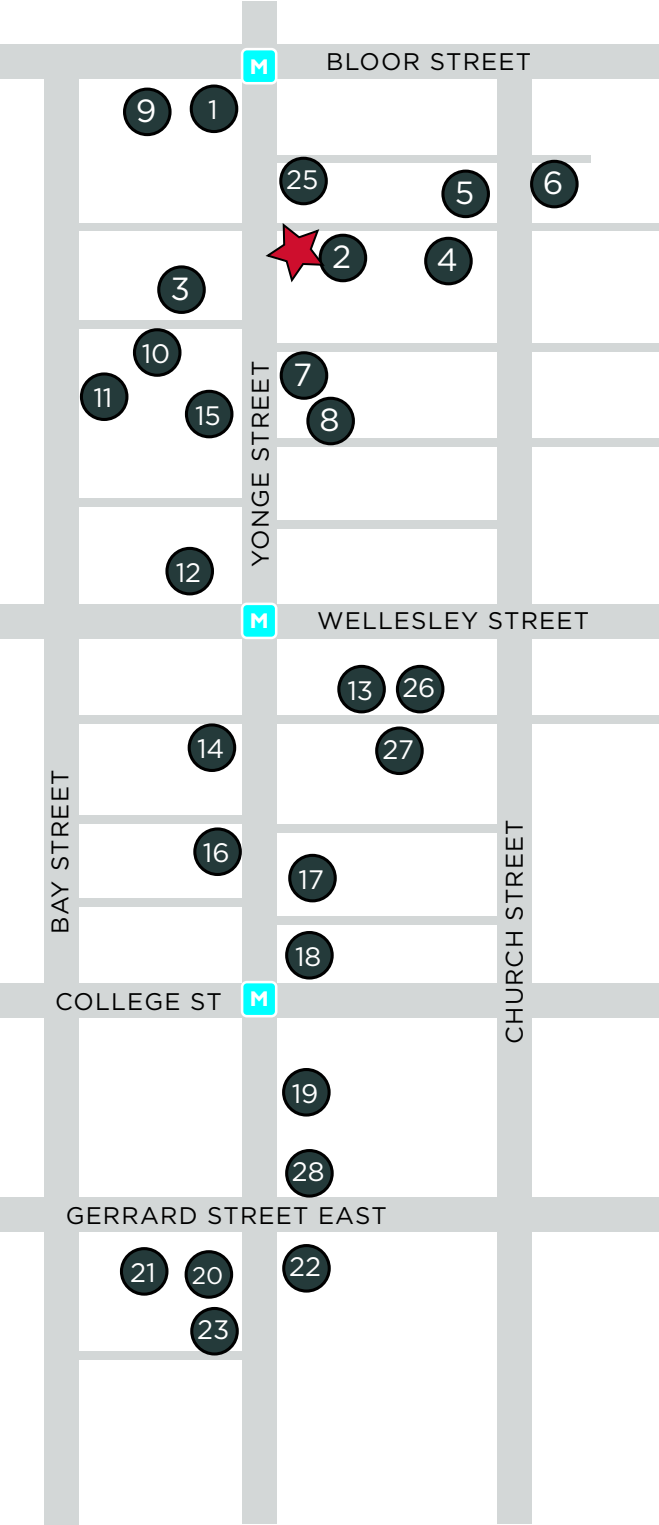 M
BLOOR STREET
9
1
25
5
6
2
4
3
10
7
11
15
8
YONGE STREET
12
M
WELLESLEY STREET
13
26
14
27
BAY STREET
16
17
CHURCH STREET
18
COLLEGE ST
M
19
28
GERRARD STREET EAST
21
20
22
23